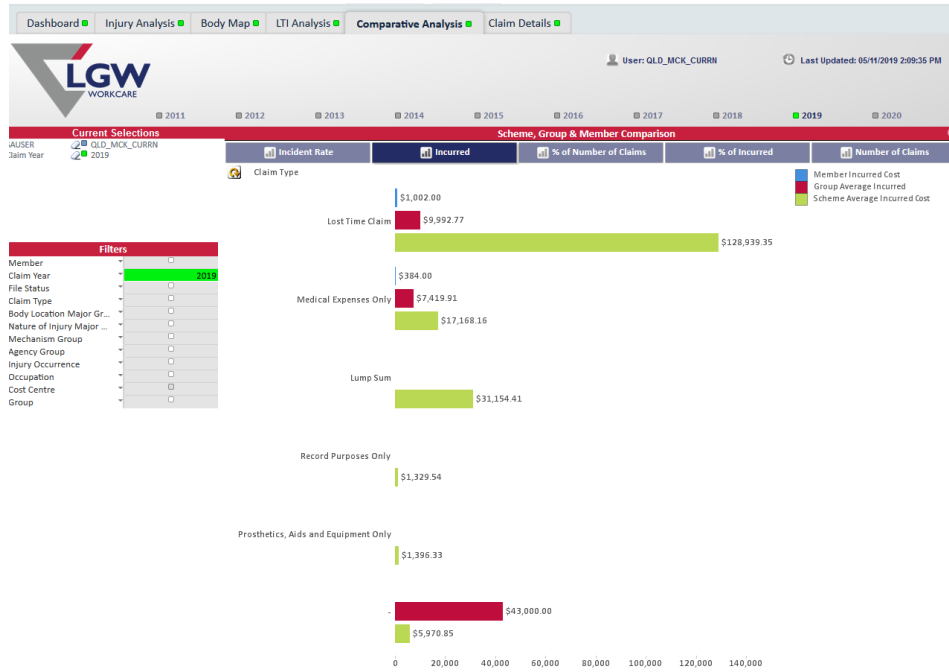 Dashboard Injury Analysis Body Map LTI Analysis Comparative Analysis Claim Details
LGW
WORKCARE
User: QLD_MCK_CURRN Last Updated: 05/11/2019 2:09:35 PM
2011 2012 2013 2014 2015 2016 2017 2018 2019 2020
Current Selections
AUSER QLD_MCK_CURRN
Claim Year 2019
Scheme, Group & Member Comparison
Incident Rate Incurred % of Number of Claims % of Incurred Number of Claims
Claim Type
Member Incurred Cost
Group Average Incurred
Scheme Average Incurred Cost
Filters
Member
Claim Year 2019
File Status
Claim Type
Body Location Major Gr...
Nature of Injury Major ...
Mechanism Group
Agency Group
Injury Occurrence
Occupation
Cost Centre
Group
Lost Time Claim
$1,002.00
$9,992.77
$128,939.35
Medical Expenses Only
$384.00
$7,419.91
$17,168.16
Lump Sum
$31,154.41
Record Purposes Only
$1,329.54
Prosthetics, Aids and Equipment Only
$1,396.33
-
$43,000.00
$5,970.85
0 20,000 40,000 60,000 80,000 100,000 120,000 140,000